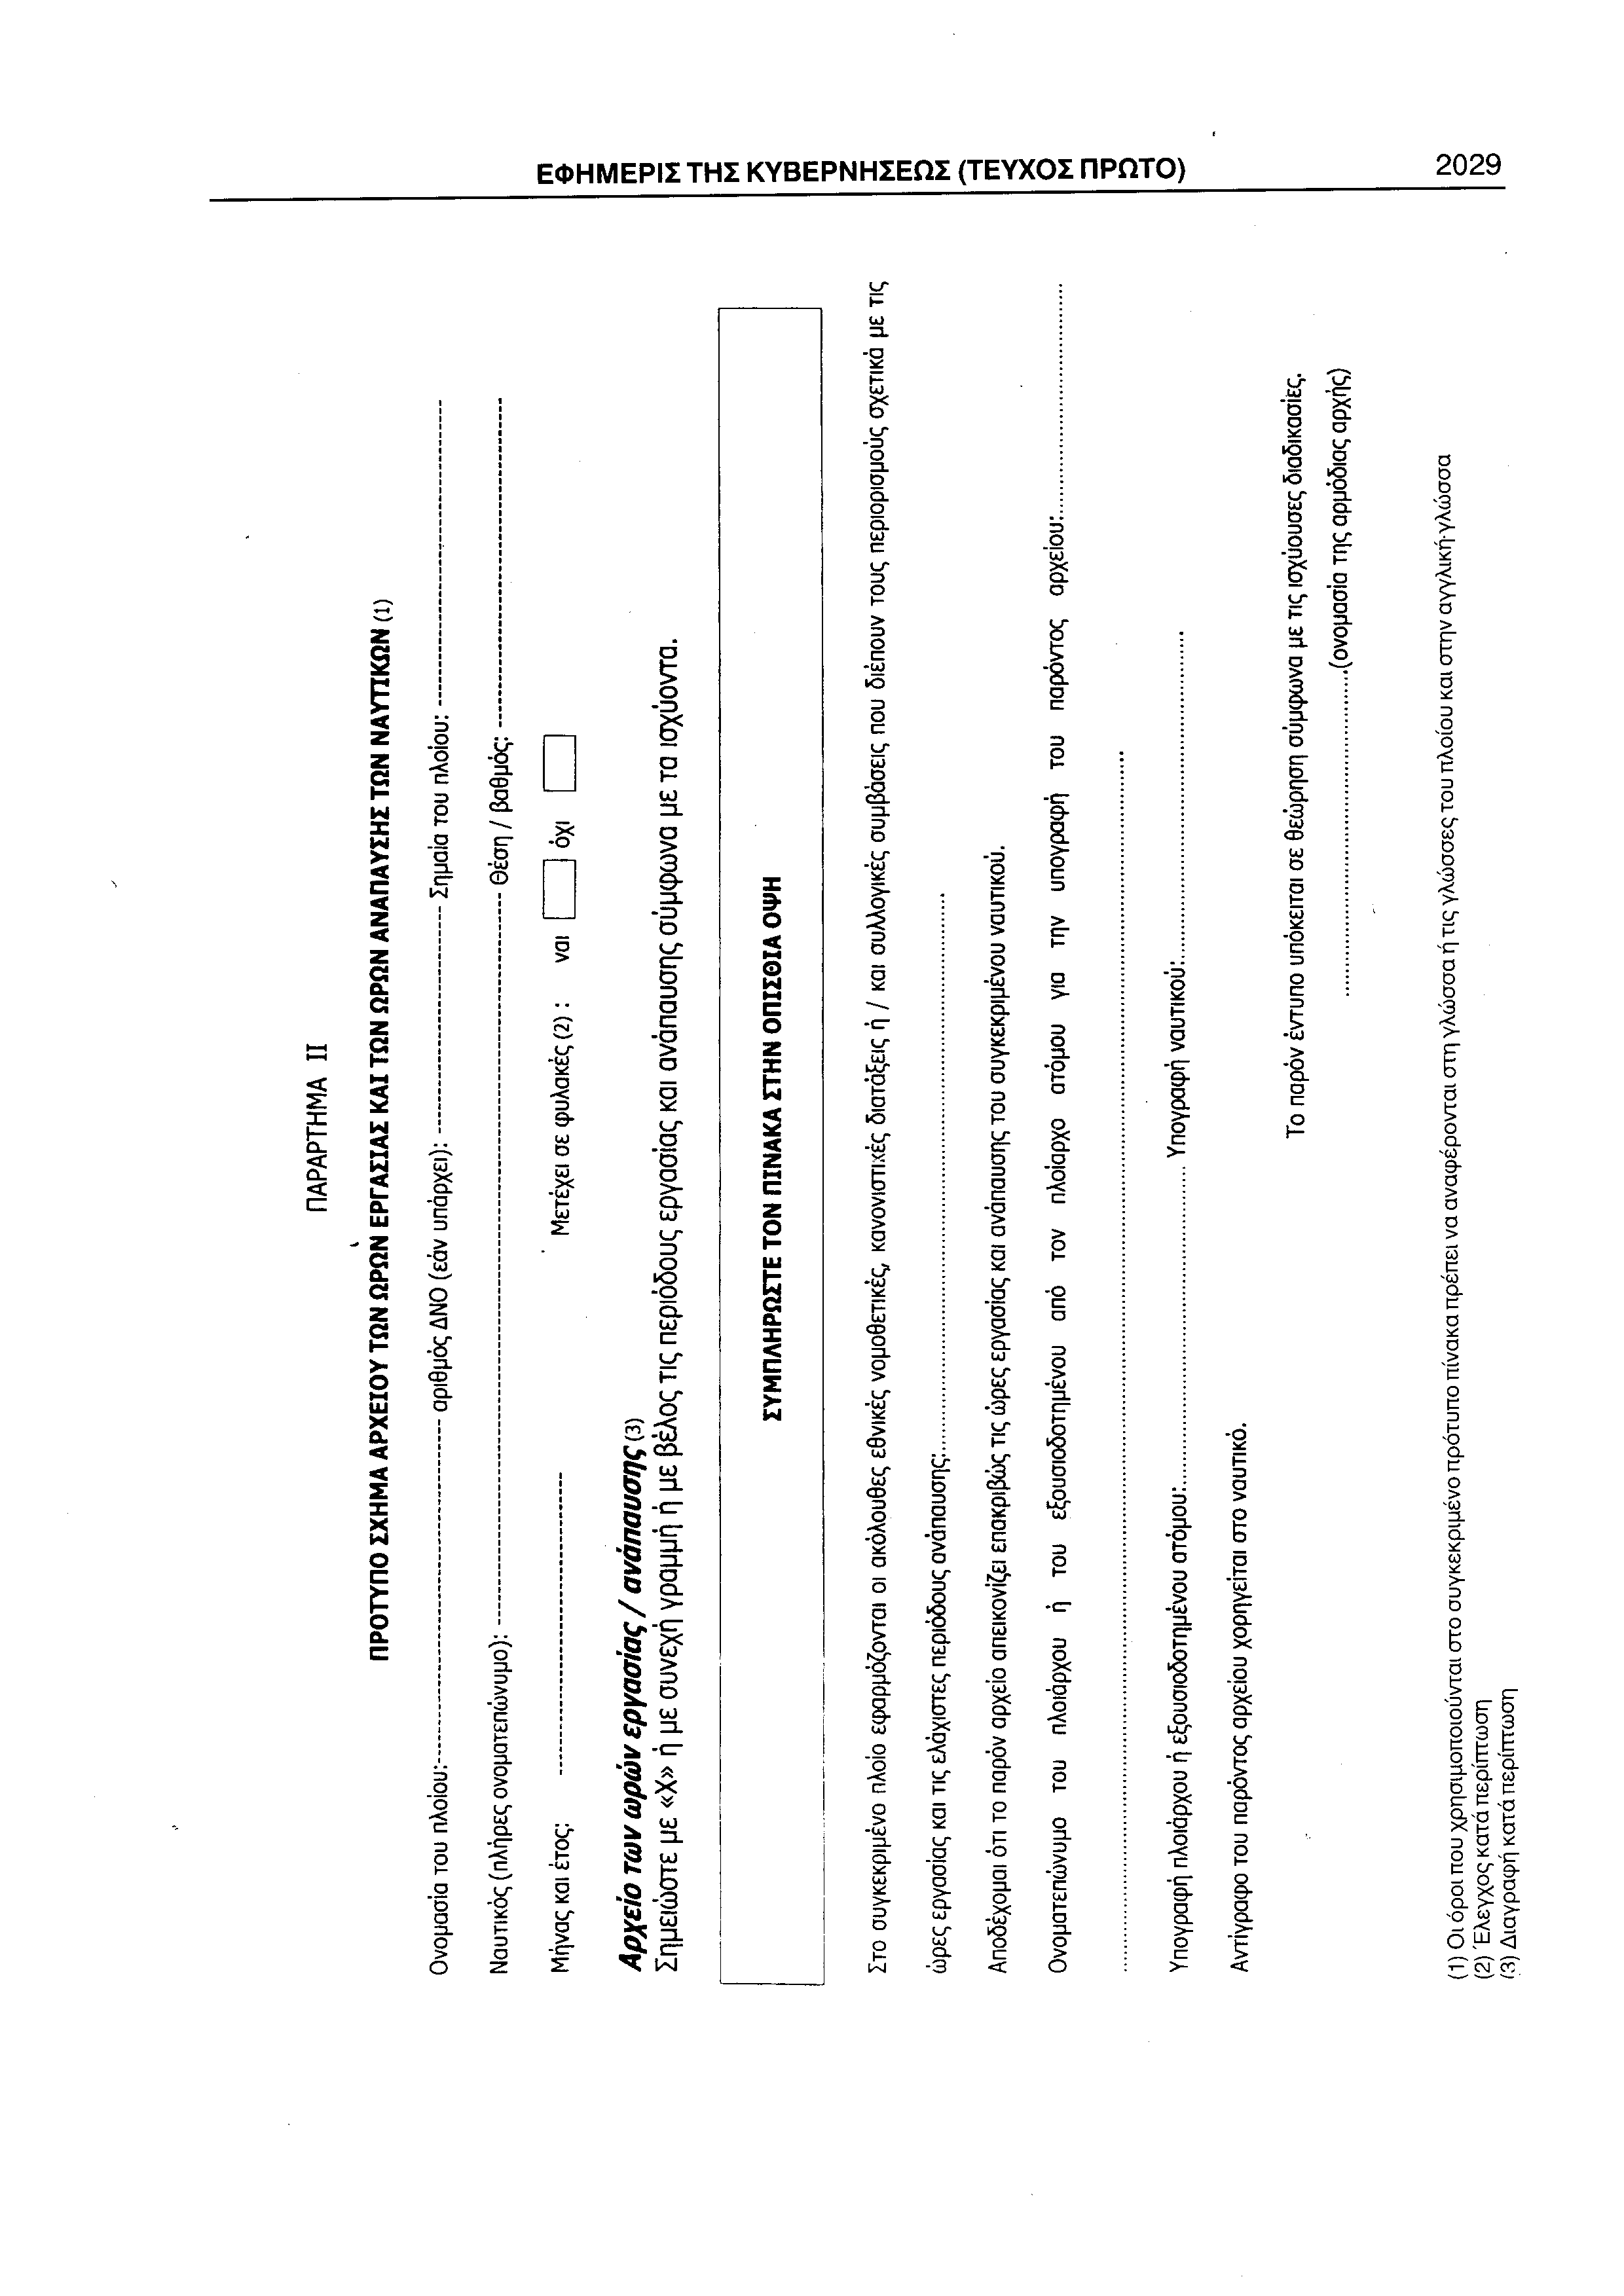 ΕΦΗΜΕΡΙΣ ΤΗΣ ΚΥΒΕΡΝΗΣΕΩΣ (ΤΕΥΧΟΣ ΠΡΩΤΟ) 2029
ΠΑΡΑΡΤΗΜΑ II
ΠΡΟΤΥΠΟ ΣΧΗΜΑ ΑΡΧΕΙΟΥ ΤΩΝ ΩΡΩΝ ΕΡΓΑΣΙΑΣ ΚΑΙ ΤΩΝ ΩΡΩΝ ΑΝΑΠΑΥΣΗΣ ΤΩΝ ΝΑΥΤΙΚΩΝ (1)
Ονομασία του πλοίου:---------- αριθμός ΔΝΟ (εάν υπάρχει): ---------- Σημαία του πλοίου: ----------
Ναυτικός (πλήρες ονοματεπώνυμο): ---------- Θέση / βαθμός: ----------
Μήνας και έτος: ---------- Μετέχει σε φυλακές (2) : ναι όχι
Αρχείο των ωρών εργασίας / ανάπαυσης (3)
Σημειώστε με «Χ» ή με συνεχή γραμμή ή με βέλος τις περιόδους εργασίας και ανάπαυσης σύμφωνα με τα ισχύοντα.
ΣΥΜΠΛΗΡΩΣΤΕ ΤΟΝ ΠΙΝΑΚΑ ΣΤΗΝ ΟΠΙΣΘΙΑ ΟΨΗ
Στο συγκεκριμένο πλοίο εφαρμόζονται οι ακόλουθες εθνικές νομοθετικές, κανονιστικές διατάξεις ή / και συλλογικές συμβάσεις που διέπουν τους περιορισμούς σχετικά με τις
ώρες εργασίας και τις ελάχιστες περιόδους ανάπαυσης:..........
Αποδέχομαι ότι το παρόν αρχείο απεικονίζει επακριβώς τις ώρες εργασίας και ανάπαυσης του συγκεκριμένου ναυτικού.
Ονοματεπώνυμο του πλοιάρχου ή του εξουσιοδοτημένου από τον πλοίαρχο ατόμου για την υπογραφή του παρόντος αρχείου:..........
..........
Υπογραφή πλοιάρχου ή εξουσιοδοτημένου ατόμου:.......... Υπογραφή ναυτικού:..........
Αντίγραφο του παρόντος αρχείου χορηγείται στο ναυτικό.
Το παρόν έντυπο υπόκειται σε θεώρηση σύμφωνα με τις ισχύουσες διαδικασίες.
..........(ονομασία της αρμόδιας αρχής)
(1) Οι όροι που χρησιμοποιούνται στο συγκεκριμένο πρότυπο πίνακα πρέπει να αναφέρονται στη γλώσσα ή τις γλώσσες του πλοίου και στην αγγλική γλώσσα
(2) Έλεγχος κατά περίπτωση
(3) Διαγραφή κατά περίπτωση